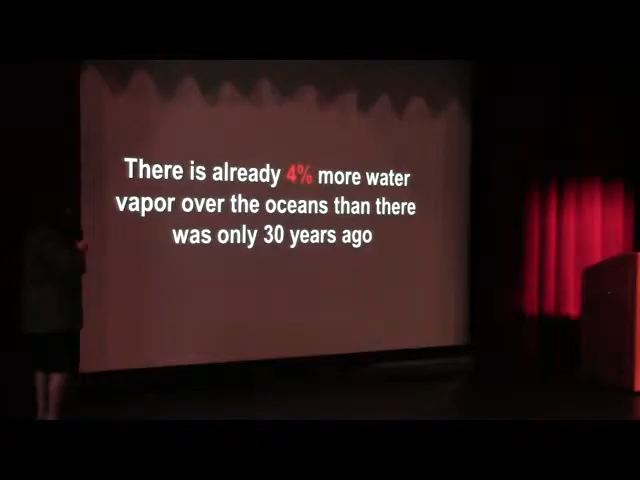 There is already 4% more water
vapor over the oceans than there
was only 30 years ago